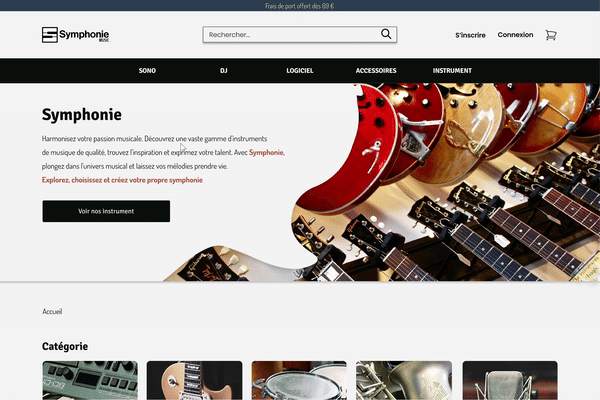 Frais de port offert dès 89 €
Symphonie
MUSIC
Rechercher...
S'inscrire
Connexion
SONO
DJ
LOGICIEL
ACCESSOIRES
INSTRUMENT
Symphonie
Harmonisez votre passion musicale. Découvrez une vaste gamme d'instruments
de musique de qualité, trouvez l'inspiration et exprimez votre talent. Avec Symphonie,
plongez dans l'univers musical et laissez vos mélodies prendre vie.
Explorez, choisissez et créez votre propre symphonie
Voir nos instrument
Accueil
Catégorie